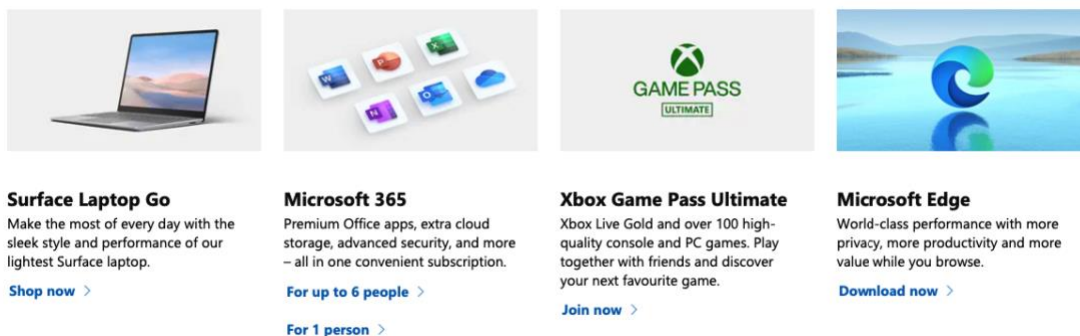 GAME PASS
ULTIMATE
Surface Laptop Go
Make the most of every day with the
sleek style and performance of our
lightest Surface laptop.
Shop now
Microsoft 365
Premium Office apps, extra cloud
storage, advanced security, and more
– all in one convenient subscription.
For up to 6 people
For 1 person
Xbox Game Pass Ultimate
Xbox Live Gold and over 100 high-
quality console and PC games. Play
together with friends and discover
your next favourite game.
Join now
Microsoft Edge
World-class performance with more
privacy, more productivity and more
value while you browse.
Download now